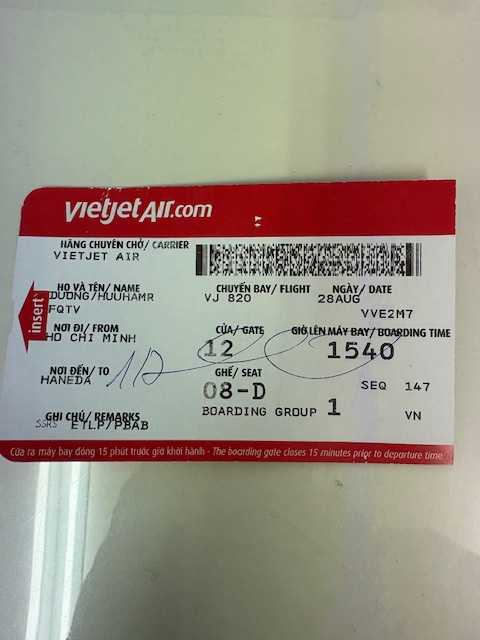 vietjetAir.com
HÃNG CHUYÊN CHỞ/ CARRIER
VIETJET AIR
HỌ VÀ TÊN/ NAME CHUYẾN BAY/ FLIGHT NGÀY/ DATE
DUONG/HUUHAMR VJ 820 28AUG
FQTV VVE2M7
insert
NƠI ĐI/ FROM CỬA/ GATE GIỜ LÊN MÁY BAY/ BOARDING TIME
HO CHI MINH 12 1540
NƠI ĐẾN/ TO GHẾ/ SEAT
HANEDA 12 08-D SEQ 147
GHI CHÚ/ REMARKS BOARDING GROUP 1 VN
SSRS ETLP/PBAB
Cửa ra máy bay đóng 15 phút trước giờ khởi hành - The boarding gate closes 15 minutes prior to departure time